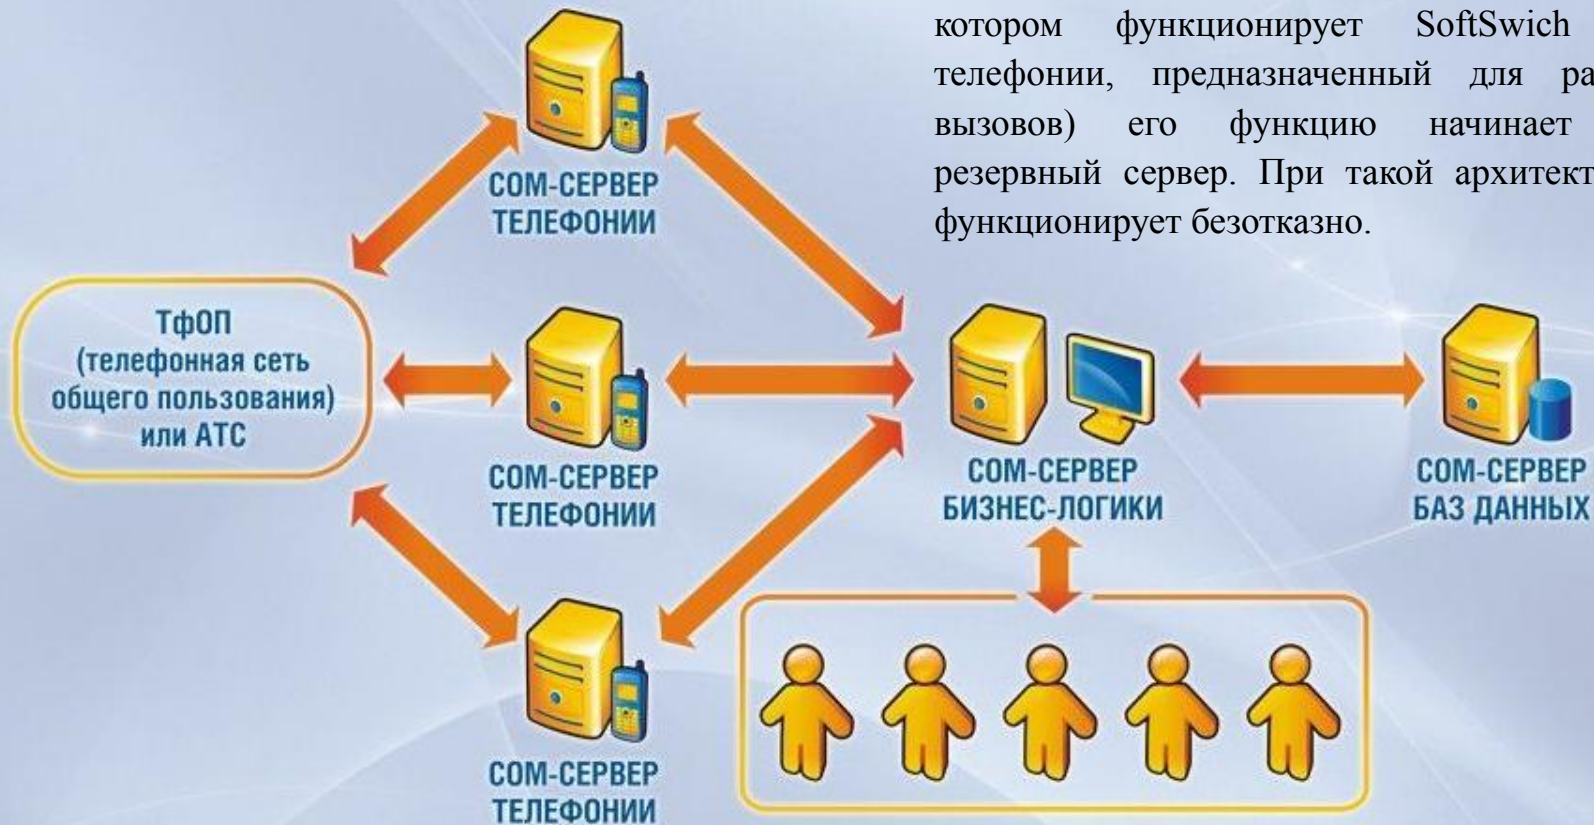 котором функционирует SoftSwich
телефонии, предназначенный для
вызовов) его функцию начинает
резервный сервер. При такой
функционирует безотказно.
СОМ-СЕРВЕР
ТЕЛЕФОНИИ
ТфОП
(телефонная сеть
общего пользования)
или АТС
СОМ-СЕРВЕР
ТЕЛЕФОНИИ
СОМ-СЕРВЕР
БИЗНЕС-ЛОГИКИ
СОМ-СЕРВЕР
БАЗ ДАННЫХ
СОМ-СЕРВЕР
ТЕЛЕФОНИИ